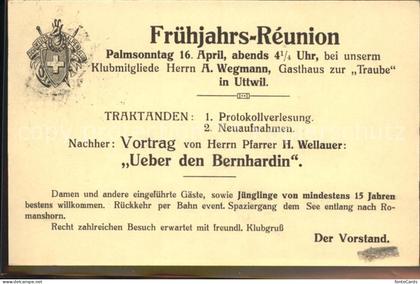 Frühjahrs-Réunion
Palmsonntag 16. April, abends 4¼ Uhr, bei unserm
Klubmitgliede Herrn A. Wegmann, Gasthaus zur „Traube"
in Uttwil.
TRAKTANDEN: 1. Protokollverlesung.
2. Neuaufnahmen.
Nachher: Vortrag von Herrn Pfarrer H. Wellauer:
„Ueber den Bernhardin".
Damen und andere eingeführte Gäste, sowie Jünglinge von mindestens 15 Jahren
bestens willkommen. Rückkehr per Bahn event. Spaziergang dem See entlang nach Ro-
manshorn.
Recht zahlreichen Besuch erwartet mit freundl. Klubgruß
Der Vorstand.